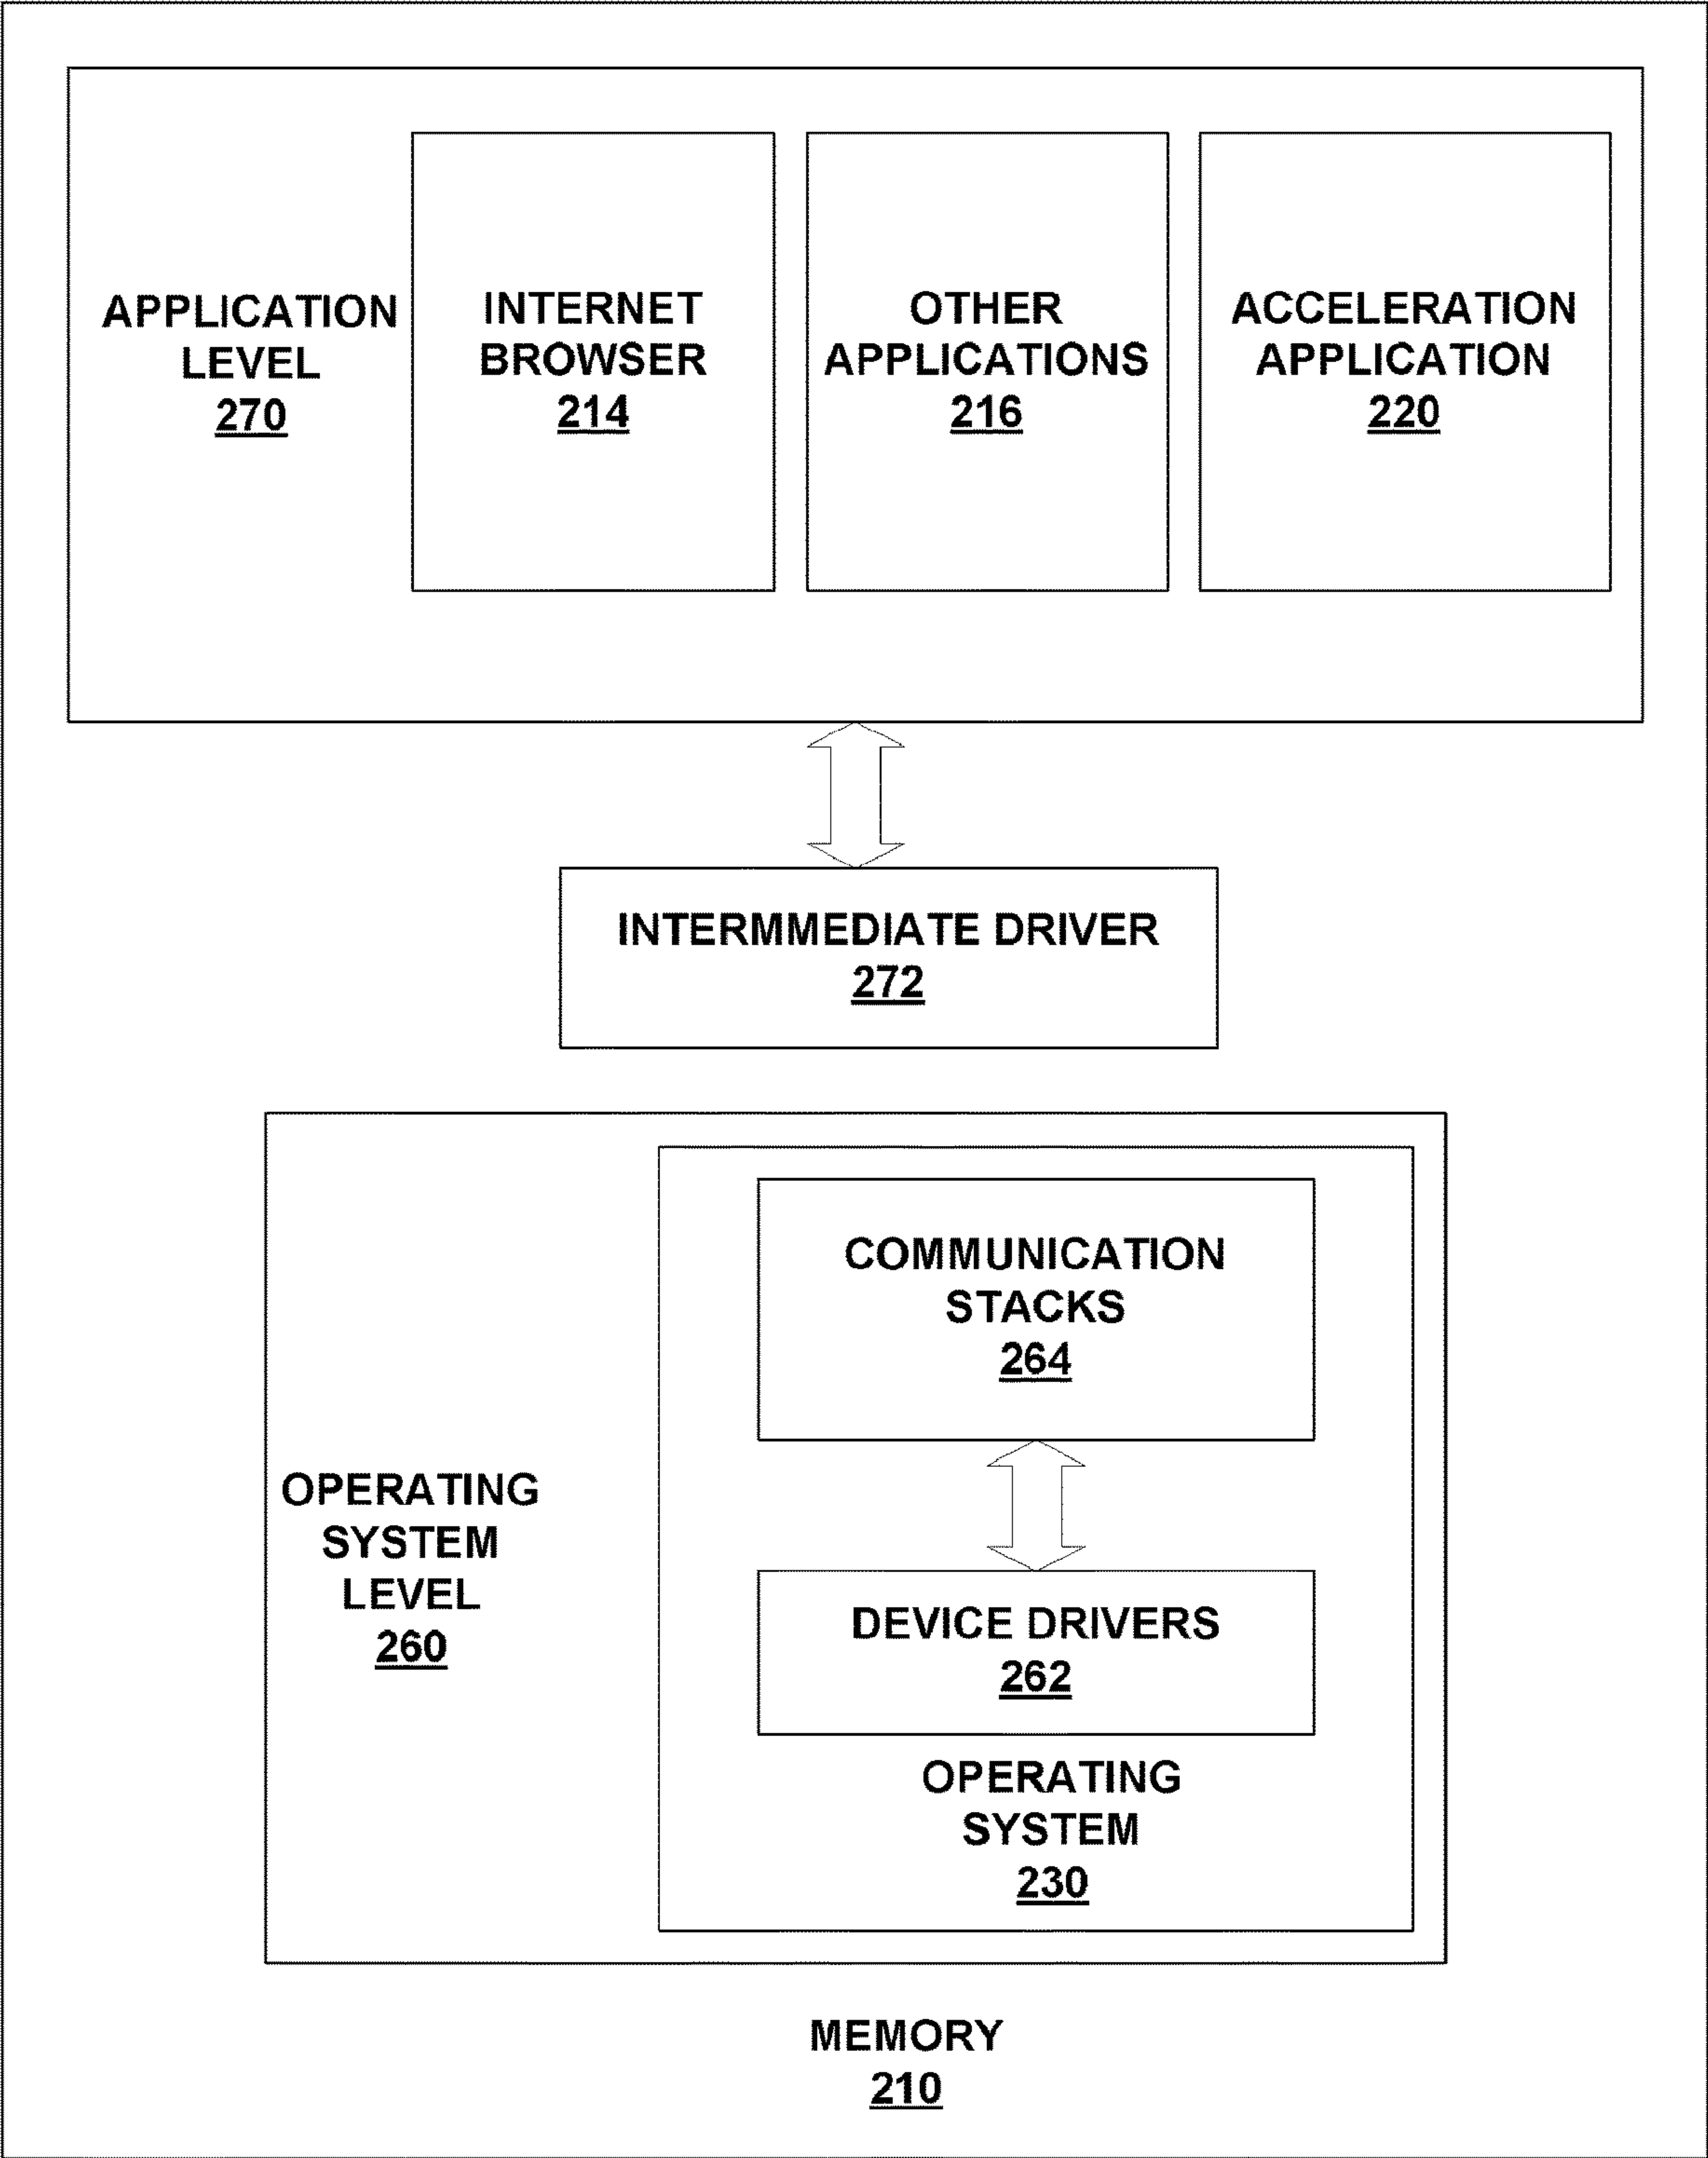 APPLICATION
LEVEL
270
INTERNET
BROWSER
214
OTHER
APPLICATIONS
216
ACCELERATION
APPLICATION
220
INTERMMEDIATE DRIVER
272
COMMUNICATION
STACKS
264
OPERATING
SYSTEM
LEVEL
260
DEVICE DRIVERS
262
OPERATING
SYSTEM
230
MEMORY
210